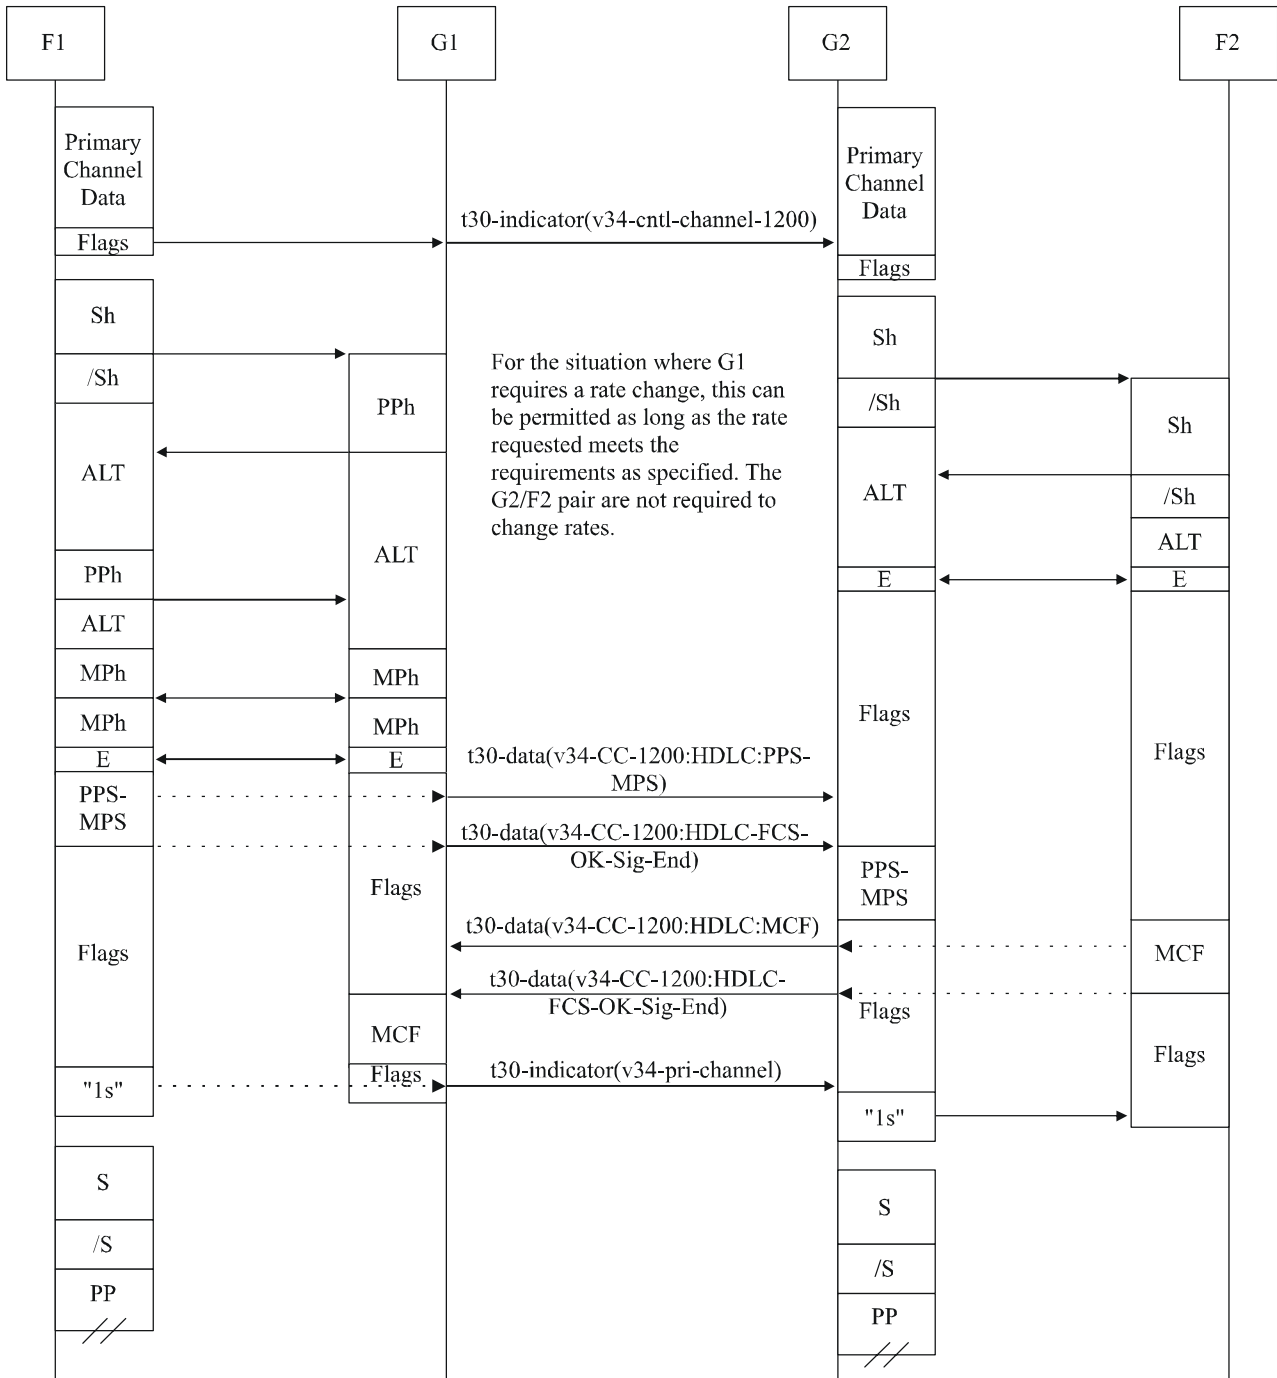 F1
G1
G2
F2
Primary
Channel
Data
Flags
t30-indicator(v34-cntl-channel-1200)
Primary
Channel
Data
Flags
Sh
/Sh
ALT
PPh
ALT
MPh
MPh
E
PPS-
MPS
Flags
"1s"
S
/S
PP
PPh
ALT
MPh
MPh
E
Flags
MCF
Flags
For the situation where G1
requires a rate change, this can
be permitted as long as the rate
requested meets the
requirements as specified. The
G2/F2 pair are not required to
change rates.
t30-data(v34-CC-1200:HDLC:PPS-
MPS)
t30-data(v34-CC-1200:HDLC-FCS-
OK-Sig-End)
t30-data(v34-CC-1200:HDLC:MCF)
t30-data(v34-CC-1200:HDLC-
FCS-OK-Sig-End)
t30-indicator(v34-pri-channel)
Sh
/Sh
ALT
E
Flags
PPS-
MPS
Flags
"1s"
S
/S
PP
Sh
/Sh
ALT
E
Flags
MCF
Flags